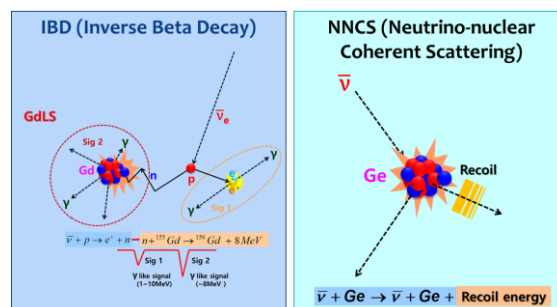 IBD (Inverse Beta Decay)
GdLS
ν̄e
Sig 2
γ
Gd
n
γ
γ
p
γ
e⁺
e⁻
Sig 1
γ
ν̄ + p → e⁺ + n → n + ¹⁵⁵Gd → ¹⁵⁶Gd + 8MeV
Sig 1 Sig 2
γ like signal (1~10MeV)
γ like signal (~8MeV)
NNCS (Neutrino-nuclear
Coherent Scattering)
ν̄
Ge
Recoil
ν̄ + Ge → ν̄ + Ge + Recoil energy